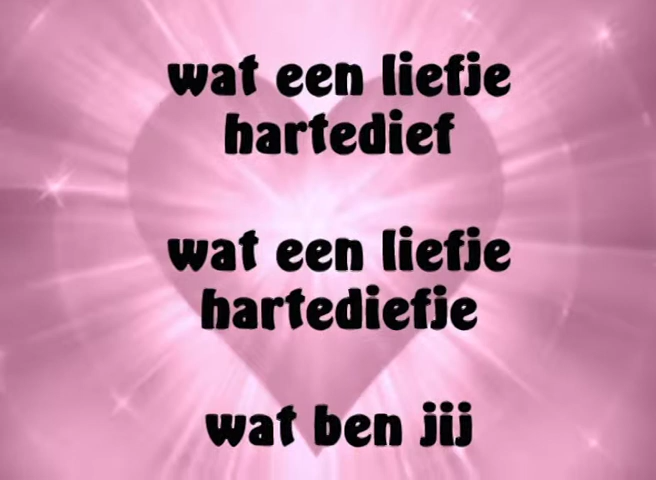 wat een liefje
hartedief
wat een liefje
hartediefje
wat ben jij